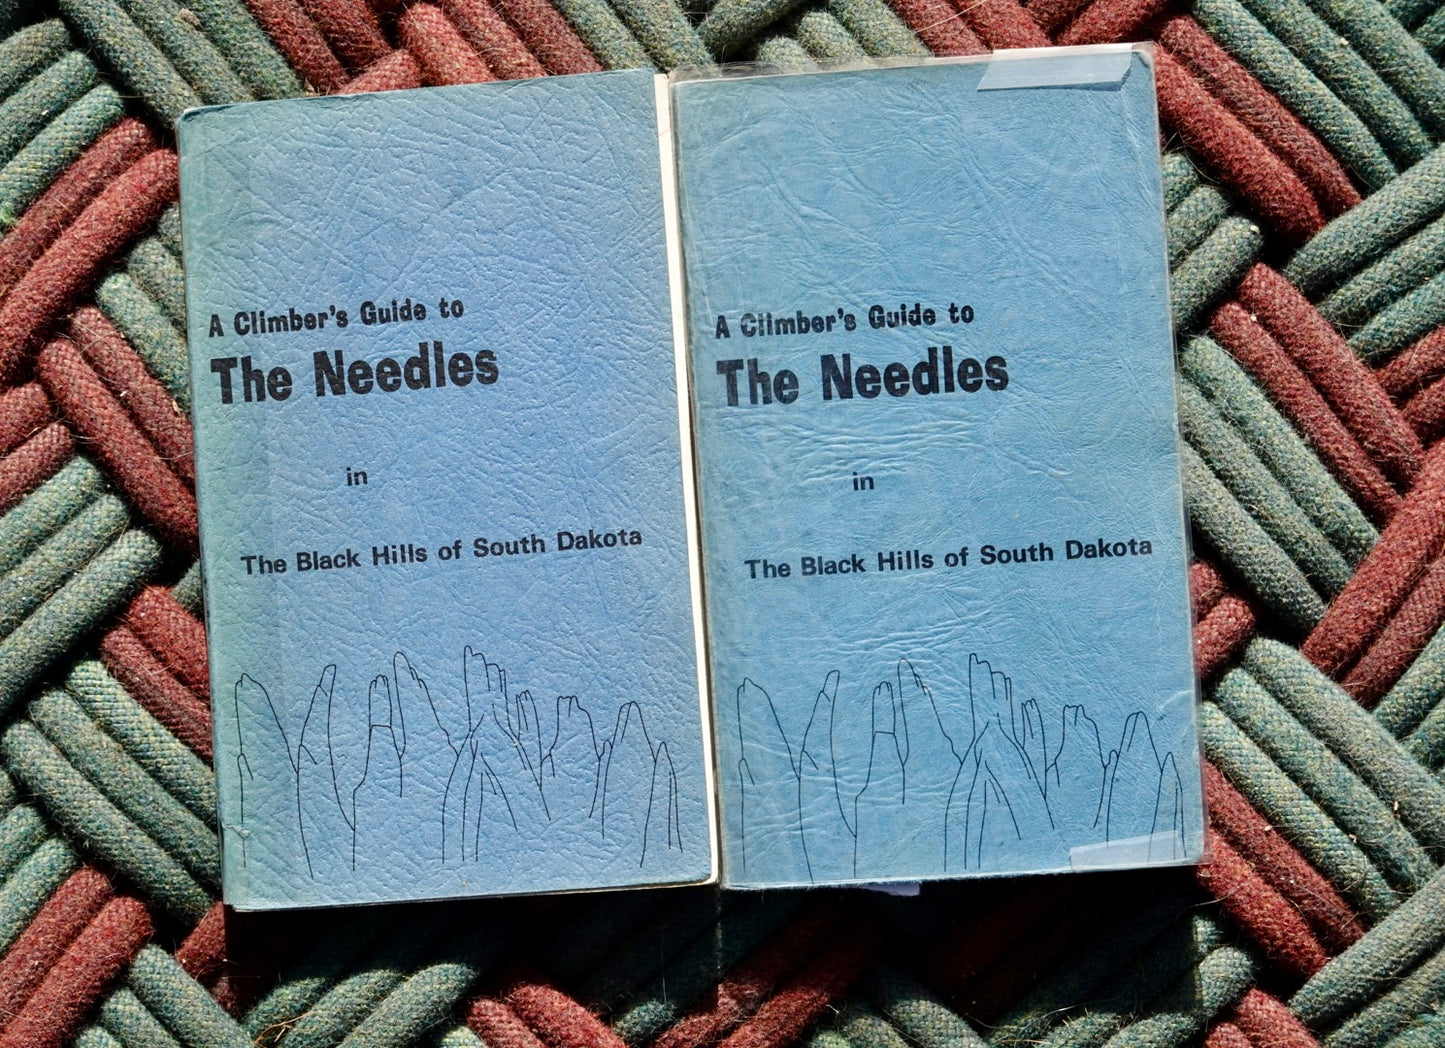 A Climber's Guide to
The Needles
in
The Black Hills of South Dakota
A Climber's Guide to
The Needles
in
The Black Hills of South Dakota